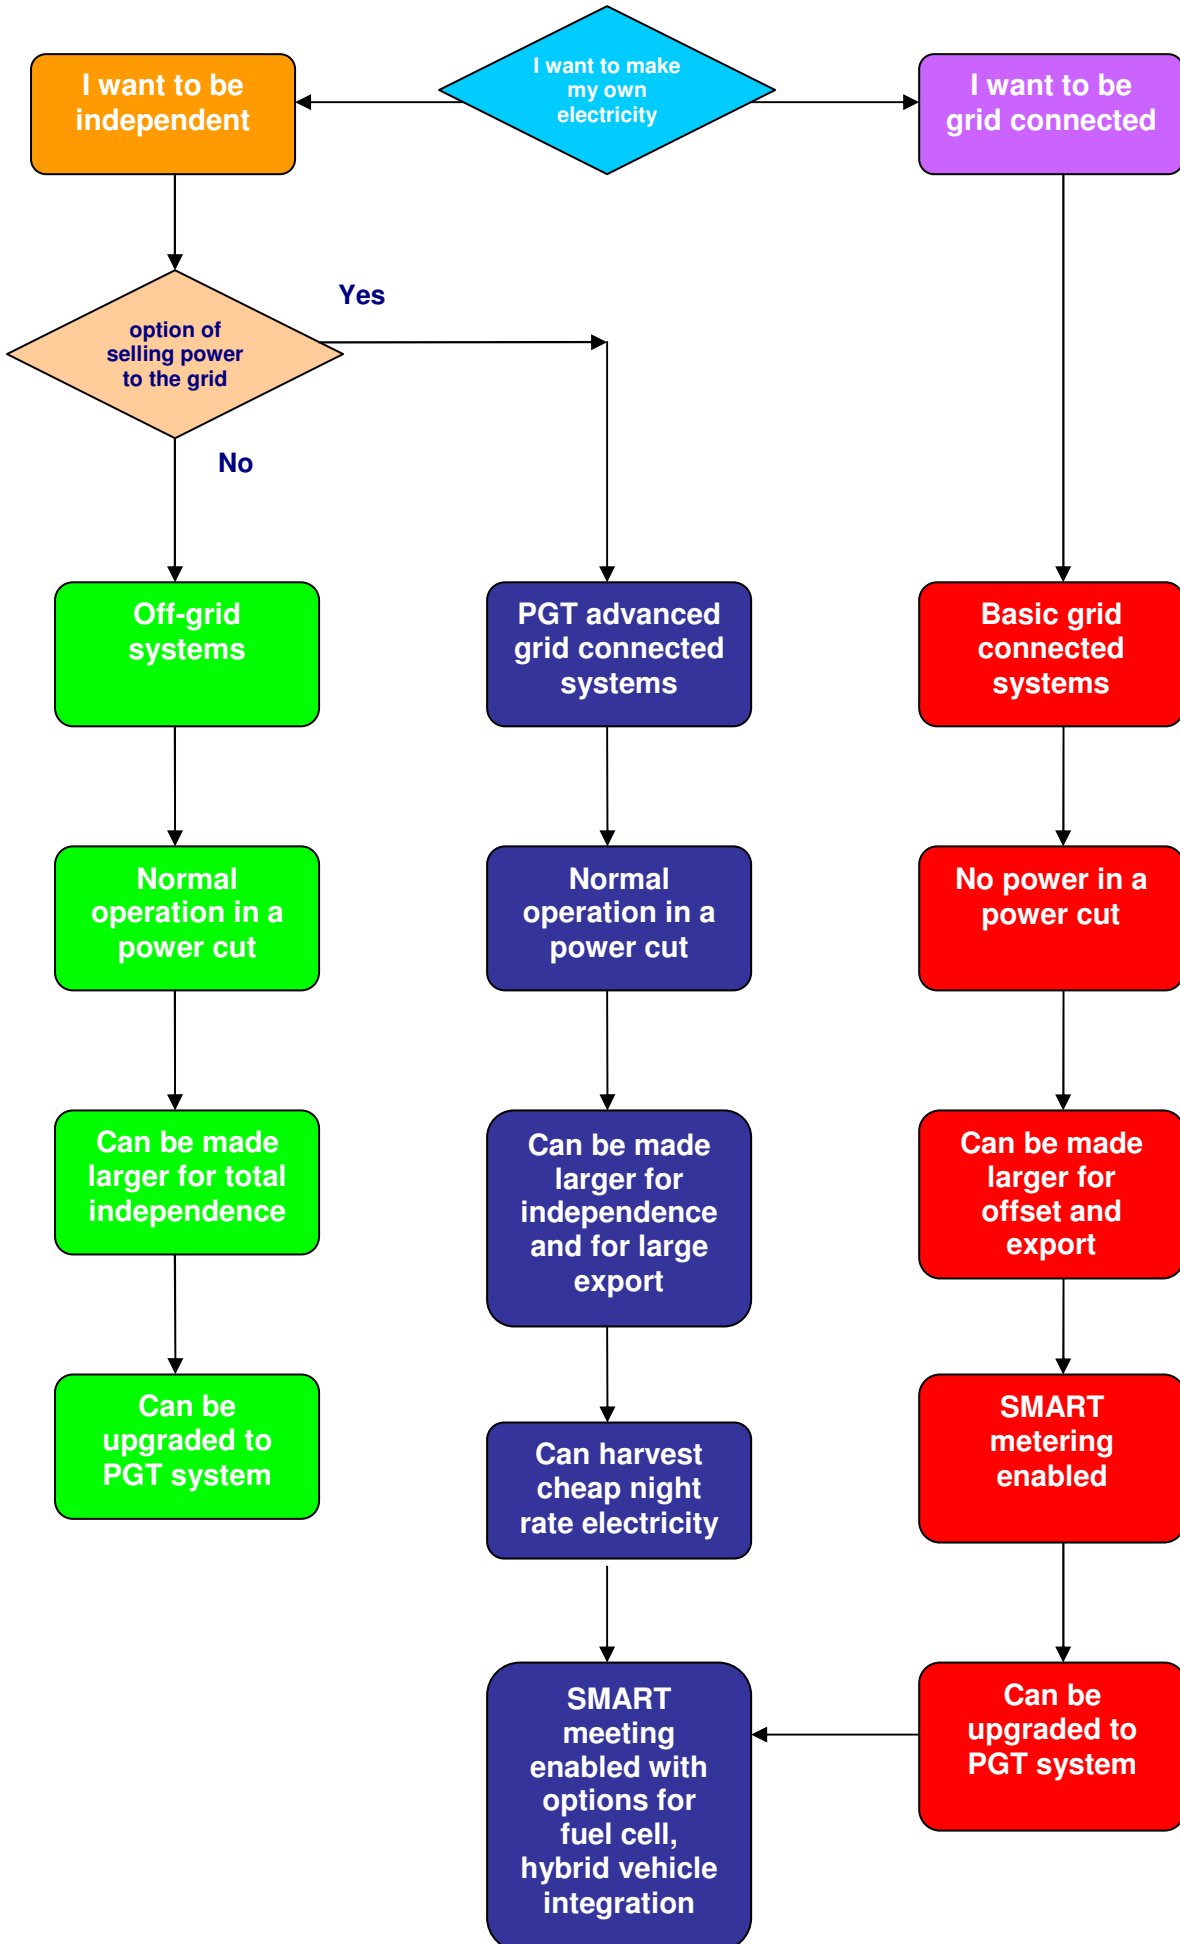 I want to make
my own
electricity
I want to be
independent
I want to be
grid connected
option of
selling power
to the grid
Yes
No
Off-grid
systems
PGT advanced
grid connected
systems
Basic grid
connected
systems
Normal
operation in a
power cut
Normal
operation in a
power cut
No power in a
power cut
Can be made
larger for total
independence
Can be made
larger for
independence
and for large
export
Can be made
larger for
offset and
export
Can be
upgraded to
PGT system
Can harvest
cheap night
rate electricity
SMART
metering
enabled
SMART
meeting
enabled with
options for
fuel cell,
hybrid vehicle
integration
Can be
upgraded to
PGT system